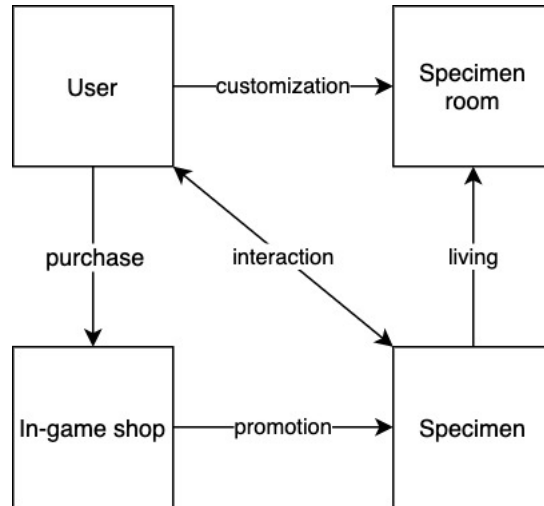 User
customization
Specimen
room
purchase
interaction
living
In-game shop
promotion
Specimen